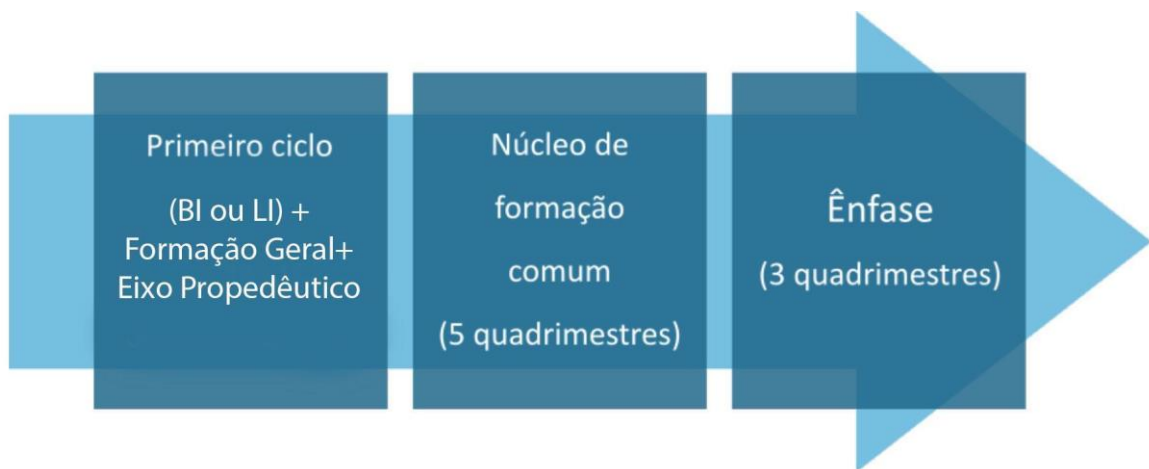 Primeiro ciclo
(BI ou LI) +
Formação Geral+
Eixo Propedêutico
Núcleo de
formação
comum
(5 quadrimestres)
Ênfase
(3 quadrimestres)